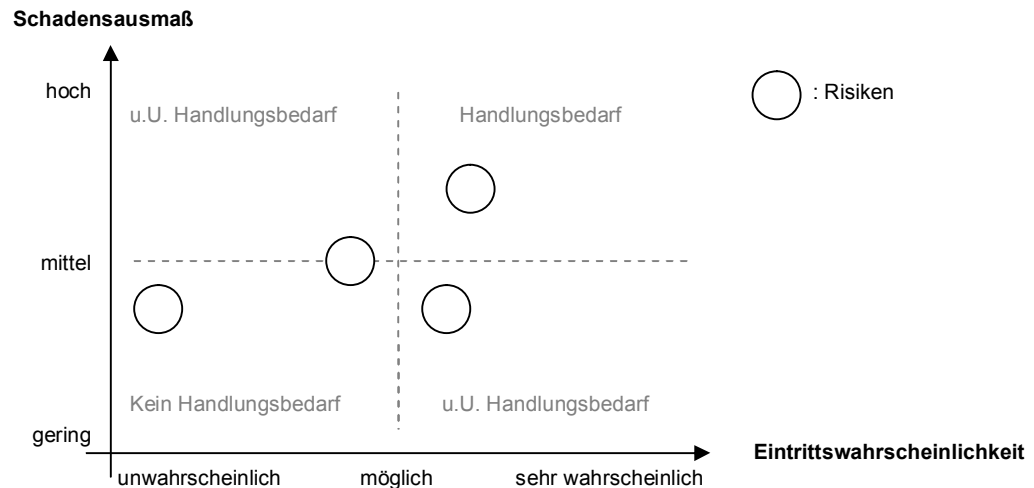 Schadensausmaß
hoch
u.U. Handlungsbedarf
Handlungsbedarf
: Risiken
mittel
Kein Handlungsbedarf
u.U. Handlungsbedarf
gering
Eintrittswahrscheinlichkeit
unwahrscheinlich
möglich
sehr wahrscheinlich